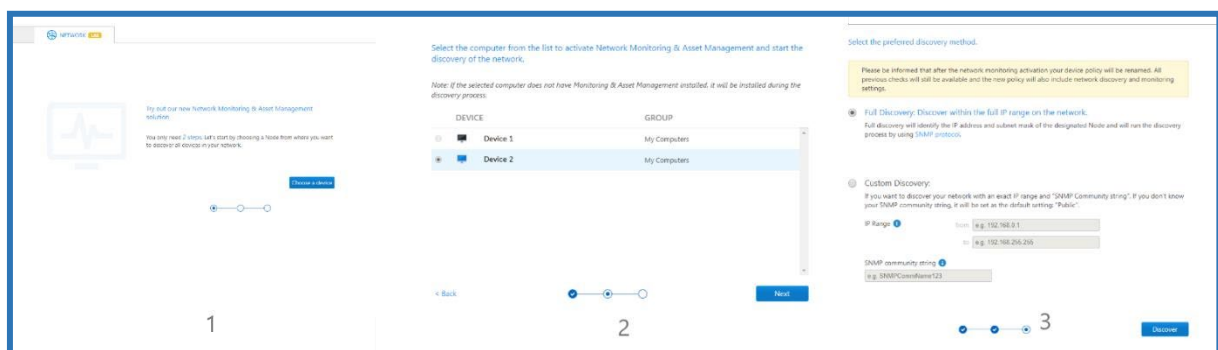 NETWORK
Try out our new Network Monitoring & Asset Management
solution
You only need 2 steps. Let's start by choosing a Node from where you want
to discover all devices in your network.
Choose a device
1
Select the computer from the list to activate Network Monitoring & Asset Management and start the
discovery of the network.
Note: If the selected computer does not have Monitoring & Asset Management installed, it will be installed during the
discovery process.
DEVICE GROUP
Device 1 My Computers
Device 2 My Computers
< Back
Next
2
Select the preferred discovery method.
Please be informed that after the network monitoring activation your device policy will be renamed. All
previous checks will still be available and the new policy will also include network discovery and monitoring
settings.
Full Discovery: Discover within the full IP range on the network.
Full discovery will identify the IP address and subnet mask of the designated Node and will run the discovery
process by using SNMP protocol.
Custom Discovery:
If you want to discover your network with an exact IP range and "SNMP Community string". If you don't know
your SNMP community string, it will be set as the default setting: "Public".
IP Range from e.g. 192.168.0.1
to e.g. 192.168.256.256
SNMP community string
e.g. SNMPCommName123
3
Discover